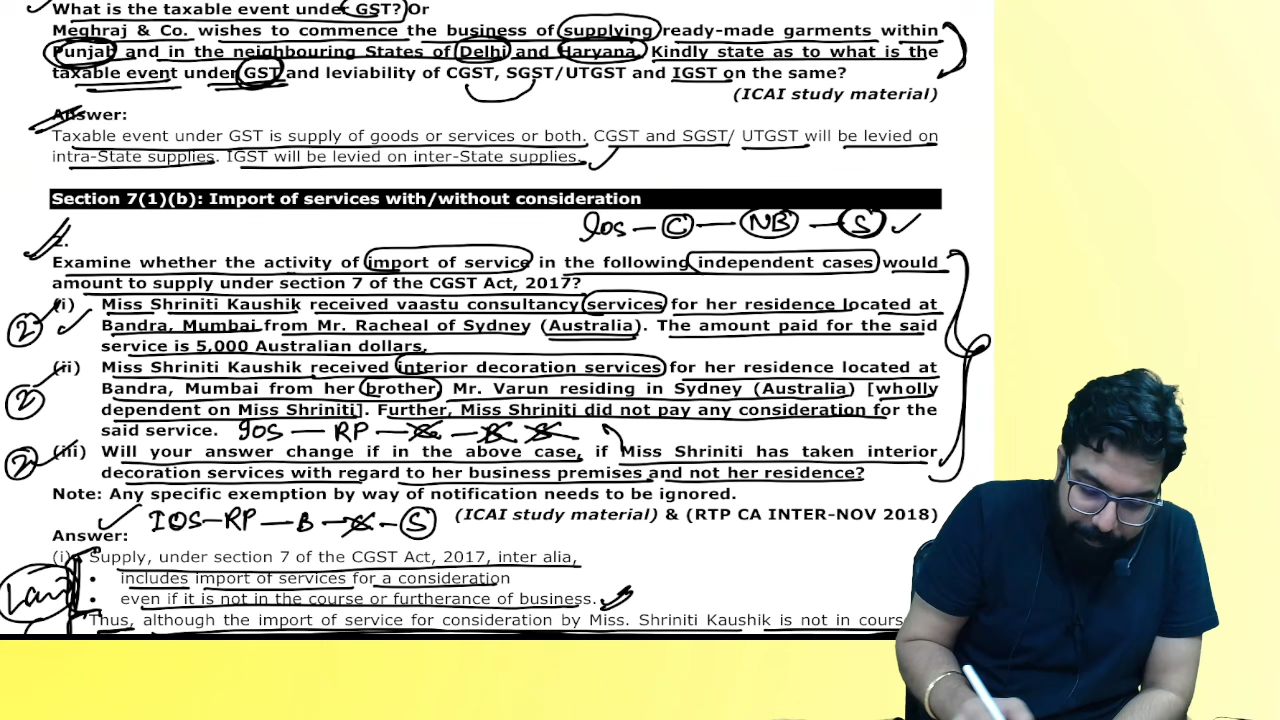 What is the taxable event under GST? Or
Meghraj & Co. wishes to commence the business of supplying ready-made garments within
Punjab and in the neighbouring States of Delhi and Haryana. Kindly state as to what is the
taxable event under GST and leviability of CGST, SGST/UTGST and IGST on the same?
(ICAI study material)
Answer:
Taxable event under GST is supply of goods or services or both. CGST and SGST/ UTGST will be levied on
intra-State supplies. IGST will be levied on inter-State supplies.
Section 7(1)(b): Import of services with/without consideration
IOS — C — NB — S
2.
Examine whether the activity of import of service in the following independent cases would
amount to supply under section 7 of the CGST Act, 2017?
2 (i) Miss Shriniti Kaushik received vaastu consultancy services for her residence located at
Bandra, Mumbai from Mr. Racheal of Sydney (Australia). The amount paid for the said
service is 5,000 Australian dollars.
(ii) Miss Shriniti Kaushik received interior decoration services for her residence located at
2 Bandra, Mumbai from her brother, Mr. Varun residing in Sydney (Australia) [wholly
dependent on Miss Shriniti]. Further, Miss Shriniti did not pay any consideration for the
said service. IOS — RP —
2 (iii) Will your answer change if in the above case, if Miss Shriniti has taken interior
decoration services with regard to her business premises and not her residence?
Note: Any specific exemption by way of notification needs to be ignored.
IOS — RP — B — — S (ICAI study material) & (RTP CA INTER-NOV 2018)
Answer:
(i) Supply, under section 7 of the CGST Act, 2017, inter alia,
• includes import of services for a consideration
Law • even if it is not in the course or furtherance of business.
Thus, although the import of service for consideration by Miss. Shriniti Kaushik is not in